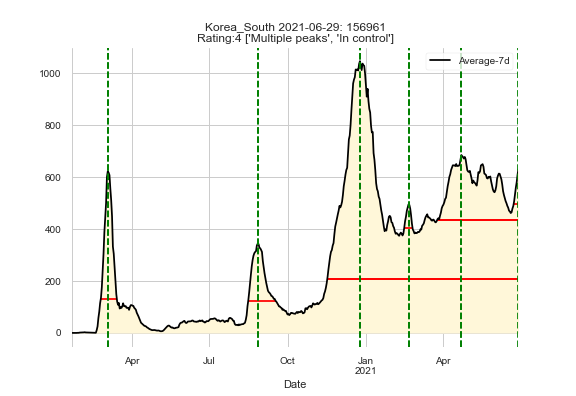 Korea_South 2021-06-29: 156961
Rating:4 ['Multiple peaks', 'In control']
Average-7d
1000
800
600
400
200
0
Apr
Jul
Oct
Jan
2021
Apr
Date